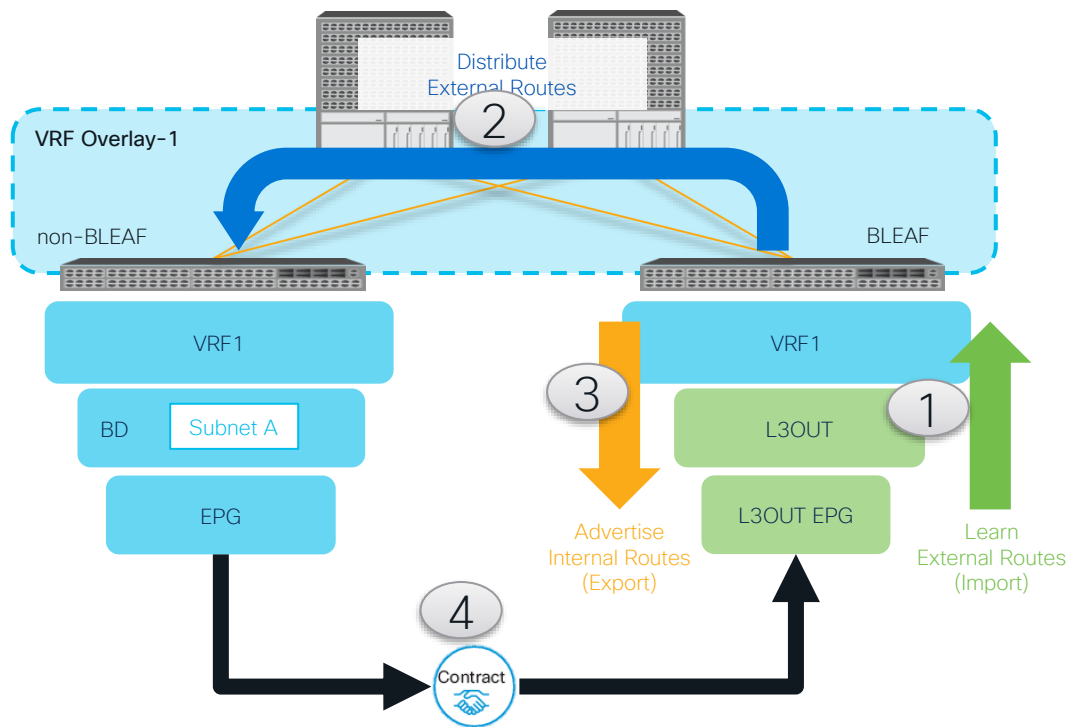 Distribute
External Routes
2
VRF Overlay-1
non-BLEAF
BLEAF
VRF1
VRF1
3
1
BD
Subnet A
L3OUT
EPG
L3OUT EPG
Advertise
Internal Routes
(Export)
Learn
External Routes
(Import)
4
Contract